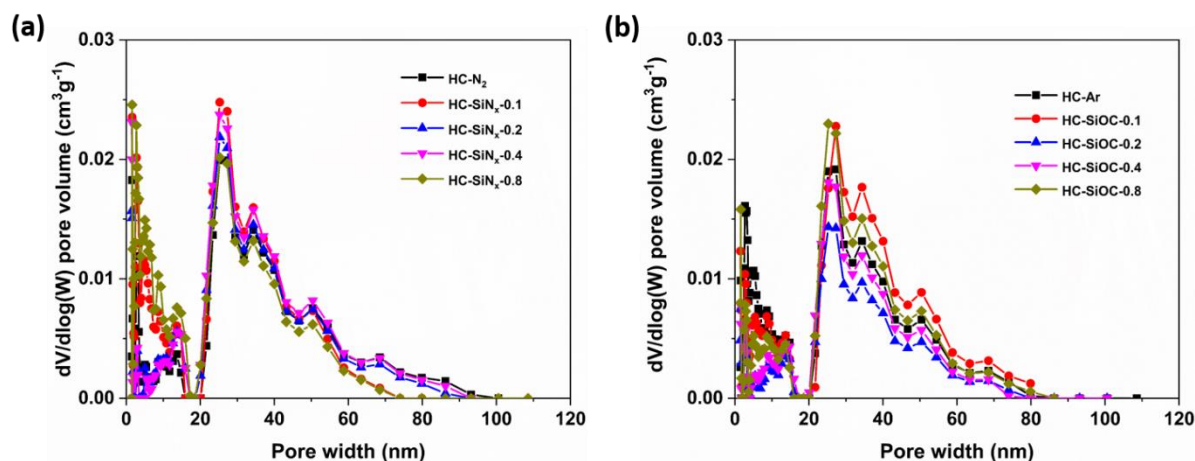 (a)
dV/dlog(W) pore volume (cm³g⁻¹)
0.03
0.02
0.01
0.00
HC-N₂
HC-SiNₓ-0.1
HC-SiNₓ-0.2
HC-SiNₓ-0.4
HC-SiNₓ-0.8
0 20 40 60 80 100 120
Pore width (nm)
(b)
dV/dlog(W) pore volume (cm³g⁻¹)
0.03
0.02
0.01
0.00
HC-Ar
HC-SiOC-0.1
HC-SiOC-0.2
HC-SiOC-0.4
HC-SiOC-0.8
0 20 40 60 80 100 120
Pore width (nm)